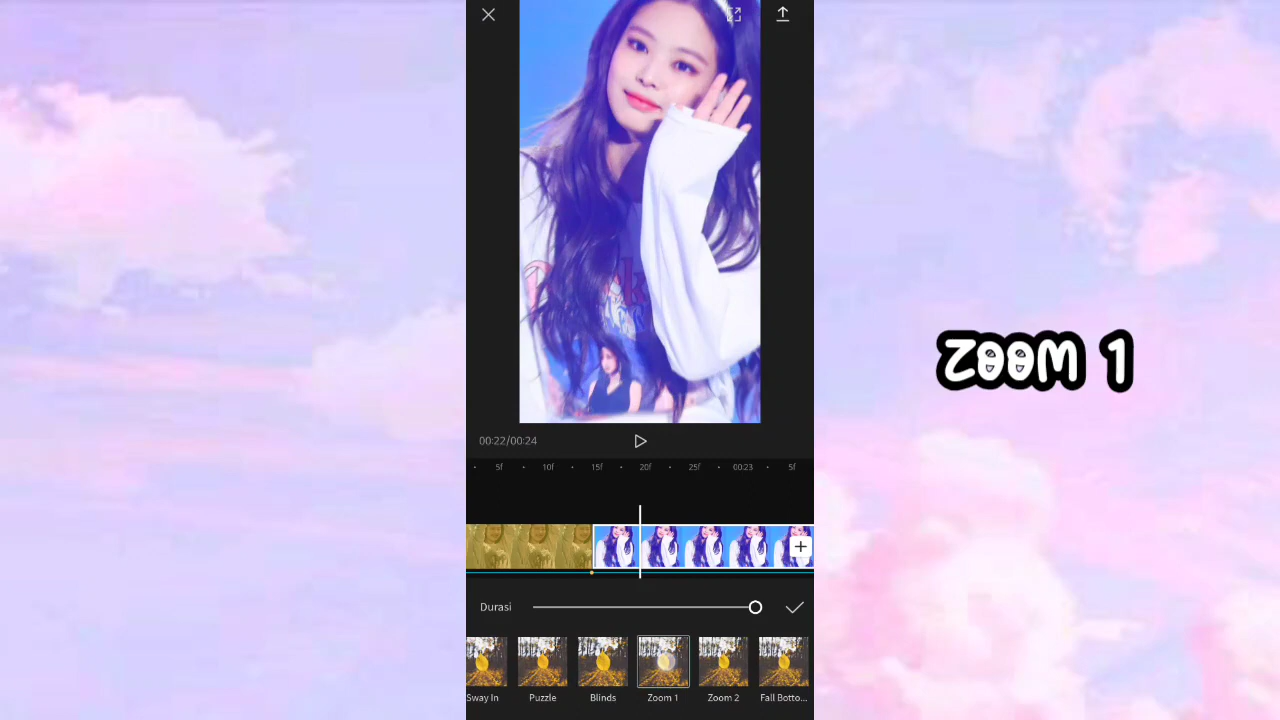 00:22/00:24
5f
10f
15f
20f
25f
00:23
5f
Durasi
Sway In
Puzzle
Blinds
Zoom 1
Zoom 2
Fall Botto...
ZOOM 1